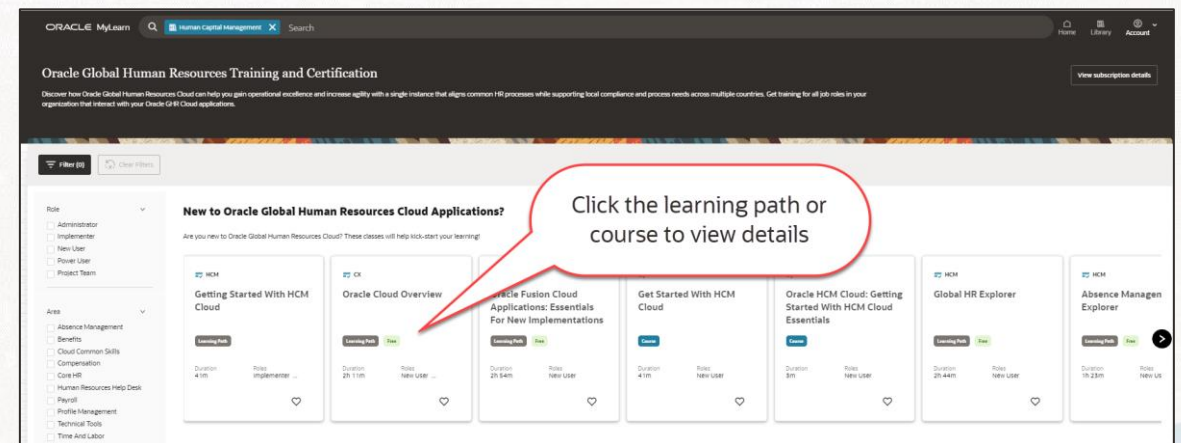 ORACLE MyLearn
Human Capital Management X Search
Home Library Account
Oracle Global Human Resources Training and Certification
View subscription details
Discover how Oracle Global Human Resources Cloud can help you gain operational excellence and increase agility with a single instance that aligns common HR processes while supporting local compliance and process needs across multiple countries. Get training for all job roles in your
organization that interact with your Oracle GHR Cloud applications.
Filter (0) Clear Filters
Role
Administrator
Implementer
New User
Power User
Project Team
Area
Absence Management
Benefits
Cloud Common Skills
Compensation
Core HR
Human Resources Help Desk
Payroll
Profile Management
Technical Tools
Time And Labor
New to Oracle Global Human Resources Cloud Applications?
Are you new to Oracle Global Human Resources Cloud? These classes will help kick-start your learning!
Click the learning path or
course to view details
HCM
Getting Started With HCM
Cloud
Learning Path
Duration Roles
41m Implementer ...
CX
Oracle Cloud Overview
Learning Path Free
Duration Roles
2h 11m New User ...
Oracle Fusion Cloud
Applications: Essentials
For New Implementations
Learning Path Free
Duration Roles
2h 54m New User
Get Started With HCM
Cloud
Course
Duration Roles
41m New User
Oracle HCM Cloud: Getting
Started With HCM Cloud
Essentials
Course
Duration Roles
5m New User
HCM
Global HR Explorer
Learning Path Free
Duration Roles
2h 44m New User
HCM
Absence Managen
Explorer
Learning Path Free
Duration Roles
1h 23m New Us